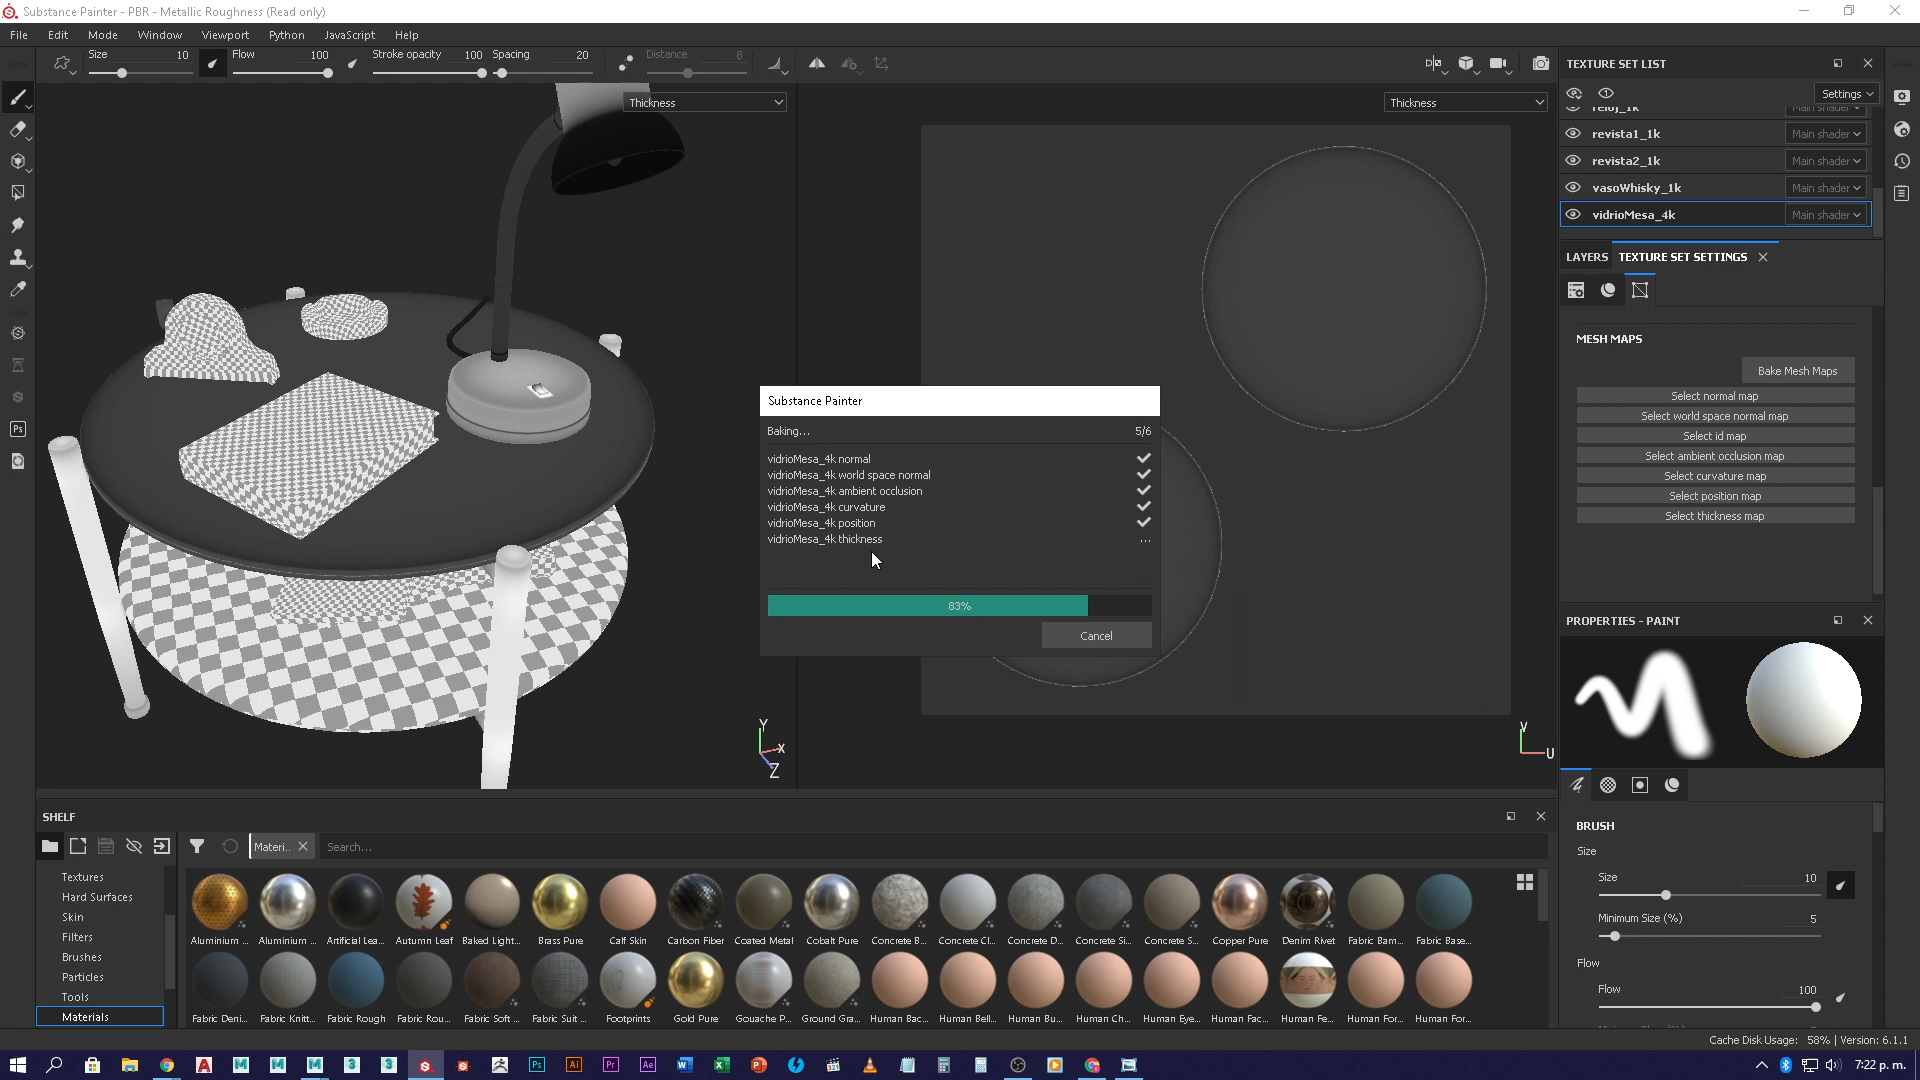 Substance Painter - PBR - Metallic Roughness (Read only)
File Edit Mode Window Viewport Python JavaScript Help
Size 10 Flow 100 Stroke opacity 100 Spacing 20 Distance 8
Thickness
Thickness
TEXTURE SET LIST
Settings
reloj_1k Main shader
revista1_1k Main shader
revista2_1k Main shader
vasoWhisky_1k Main shader
vidrioMesa_4k Main shader
LAYERS TEXTURE SET SETTINGS
MESH MAPS
Bake Mesh Maps
Select normal map
Select world space normal map
Select id map
Select ambient occlusion map
Select curvature map
Select position map
Select thickness map
Substance Painter
Baking... 5/6
vidrioMesa_4k normal
vidrioMesa_4k world space normal
vidrioMesa_4k ambient occlusion
vidrioMesa_4k curvature
vidrioMesa_4k position
vidrioMesa_4k thickness ...
83%
Cancel
Y
X
Z
V
U
PROPERTIES - PAINT
BRUSH
Size
Size 10
Minimum Size (%) 5
Flow
Flow 100
SHELF
Materi.. Search...
Textures
Hard Surfaces
Skin
Filters
Brushes
Particles
Tools
Materials
Aluminium ... Aluminium ... Artificial Lea... Autumn Leaf Baked Light... Brass Pure Calf Skin Carbon Fiber Coated Metal Cobalt Pure Concrete B... Concrete Cl... Concrete D... Concrete Si... Concrete S... Copper Pure Denim Rivet Fabric Bam... Fabric Base...
Fabric Deni... Fabric Knitt... Fabric Rough Fabric Rou... Fabric Soft ... Fabric Suit ... Footprints Gold Pure Gouache P... Ground Gra... Human Bac... Human Bell... Human Bu... Human Ch... Human Eye... Human Fac... Human Fe... Human For... Human For...
Cache Disk Usage: 58% | Version: 6.1.1
7:22 p. m.